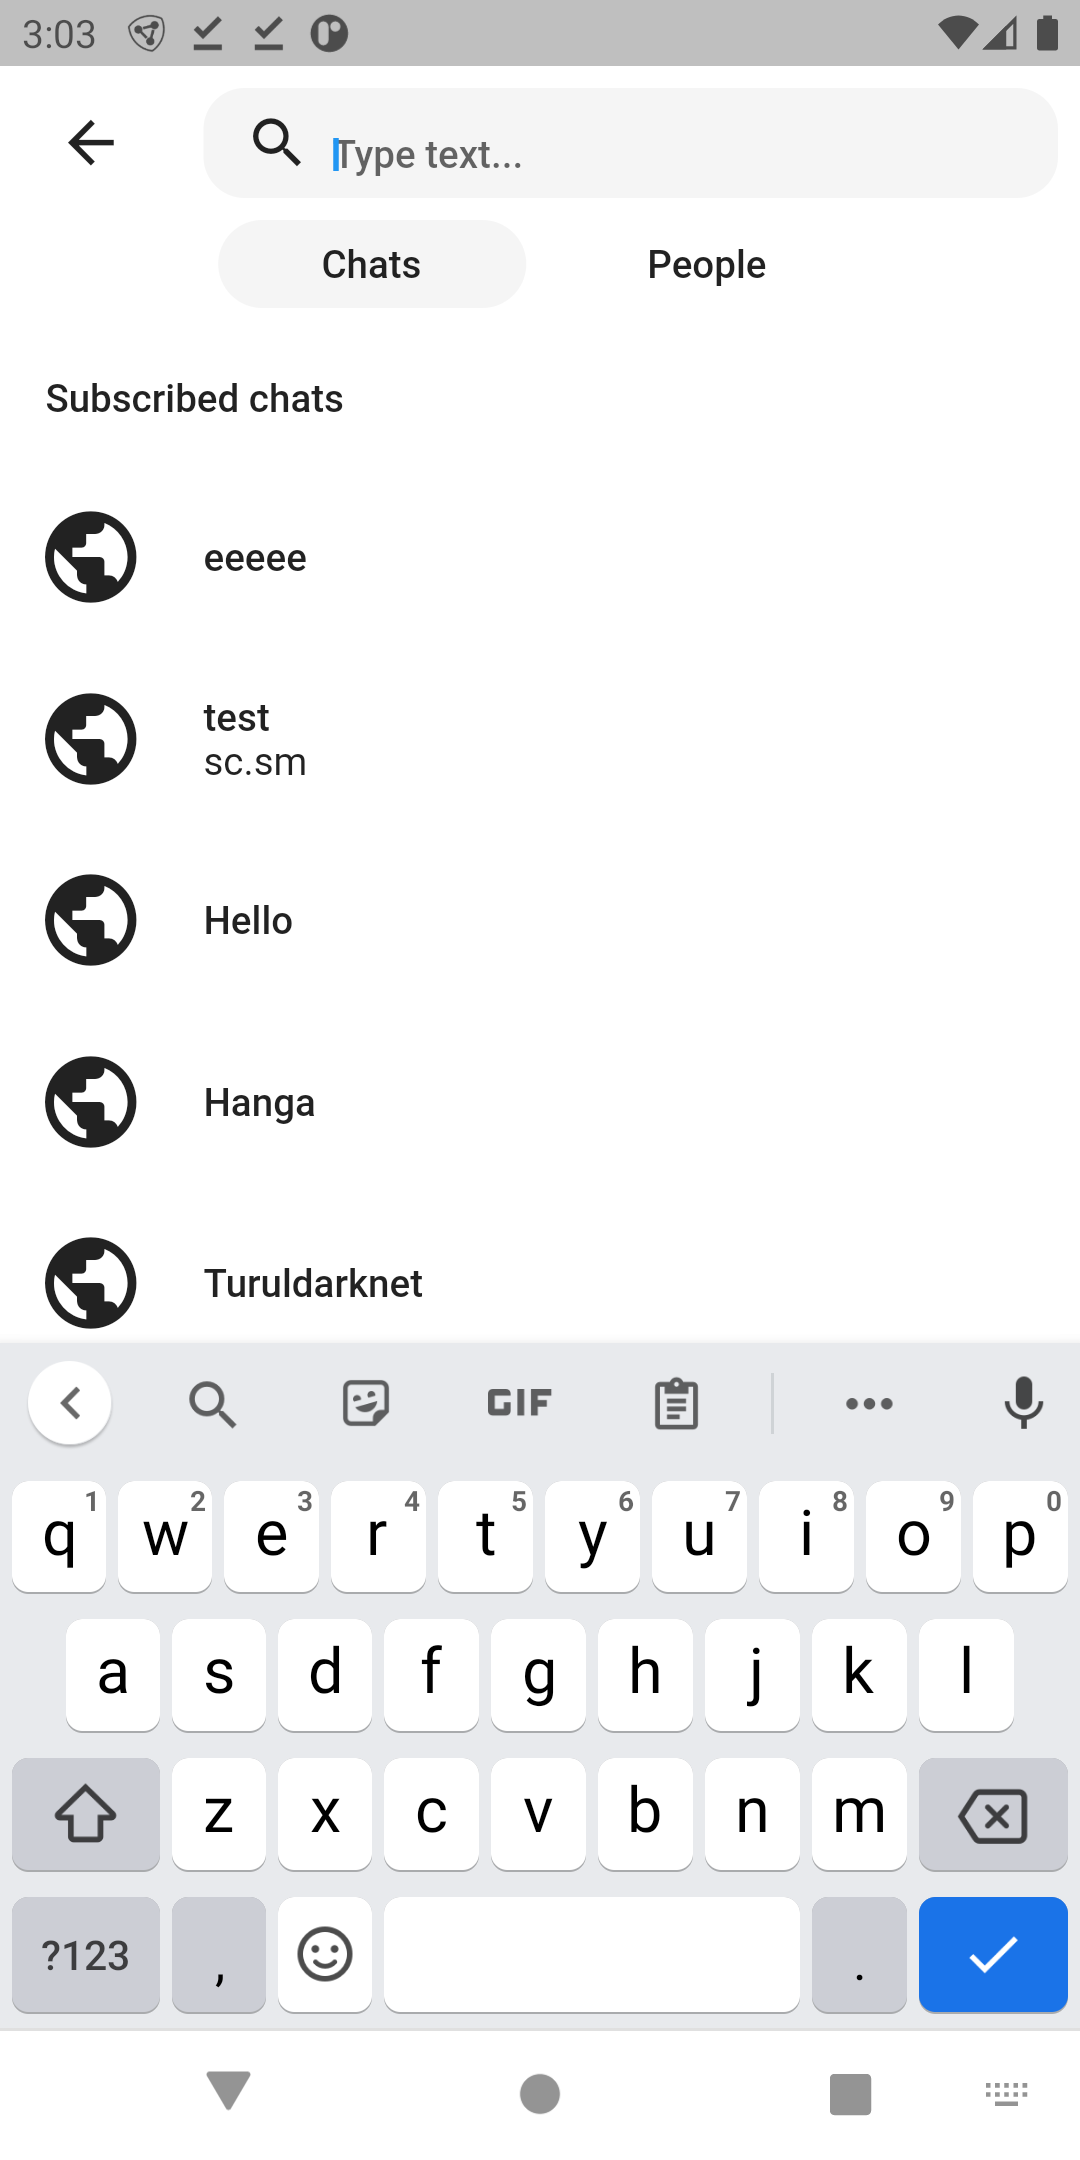 3:03
Type text...
Chats People
Subscribed chats
eeeee
test
sc.sm
Hello
Hanga
Turuldarknet
GIF
1 2 3 4 5 6 7 8 9 0
q w e r t y u i o p
a s d f g h j k l
z x c v b n m
?123 , .